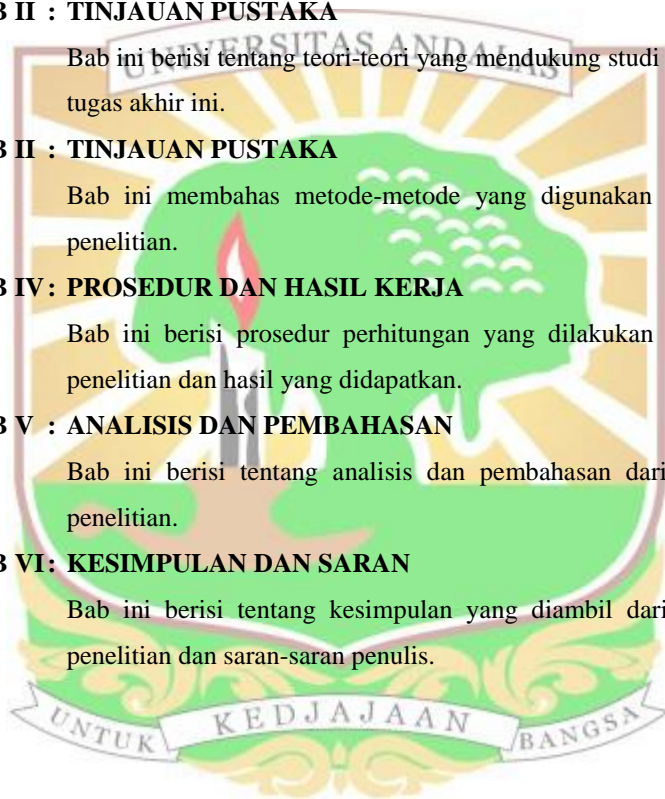 B II : TINJAUAN PUSTAKA
UNIVERSITAS ANDALAS
Bab ini berisi tentang teori-teori yang mendukung studi
tugas akhir ini.
B II : TINJAUAN PUSTAKA
Bab ini membahas metode-metode yang digunakan
penelitian.
B IV : PROSEDUR DAN HASIL KERJA
Bab ini berisi prosedur perhitungan yang dilakukan
penelitian dan hasil yang didapatkan.
B V : ANALISIS DAN PEMBAHASAN
Bab ini berisi tentang analisis dan pembahasan dari
penelitian.
B VI : KESIMPULAN DAN SARAN
Bab ini berisi tentang kesimpulan yang diambil dari
penelitian dan saran-saran penulis.
UNTUK KEDJAJAAN BANGSA